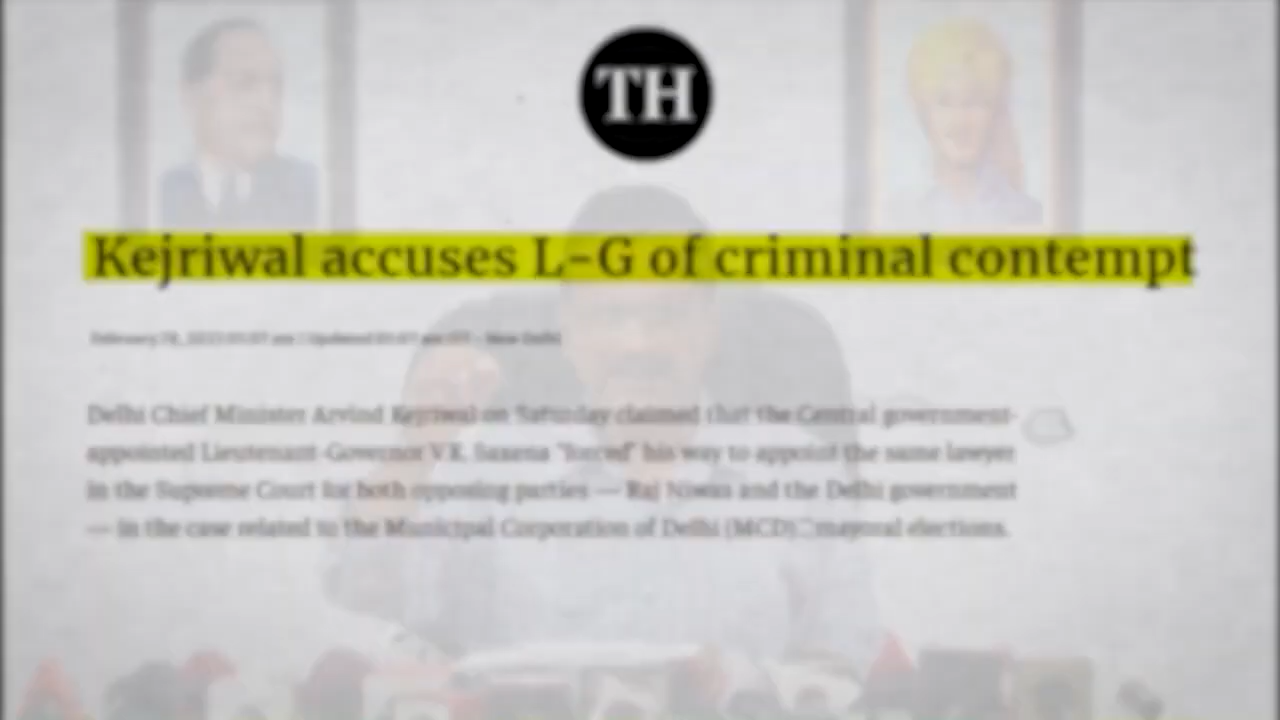 TH
Kejriwal accuses L-G of criminal contempt
Delhi Chief Minister Arvind Kejriwal on Saturday claimed that the Central government-
appointed Lieutenant-Governor V.K. Saxena "forced" his way to appoint the same lawyer
in the Supreme Court for both opposing parties — Raj Niwas and the Delhi government
— in the case related to the Municipal Corporation of Delhi (MCD) mayoral elections.